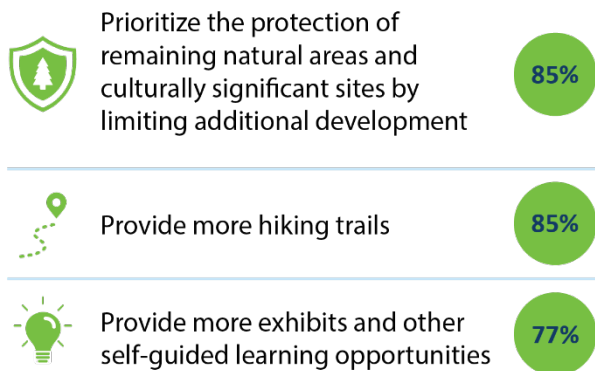 Prioritize the protection of
remaining natural areas and
culturally significant sites by
limiting additional development
85%
Provide more hiking trails
85%
Provide more exhibits and other
self-guided learning opportunities
77%